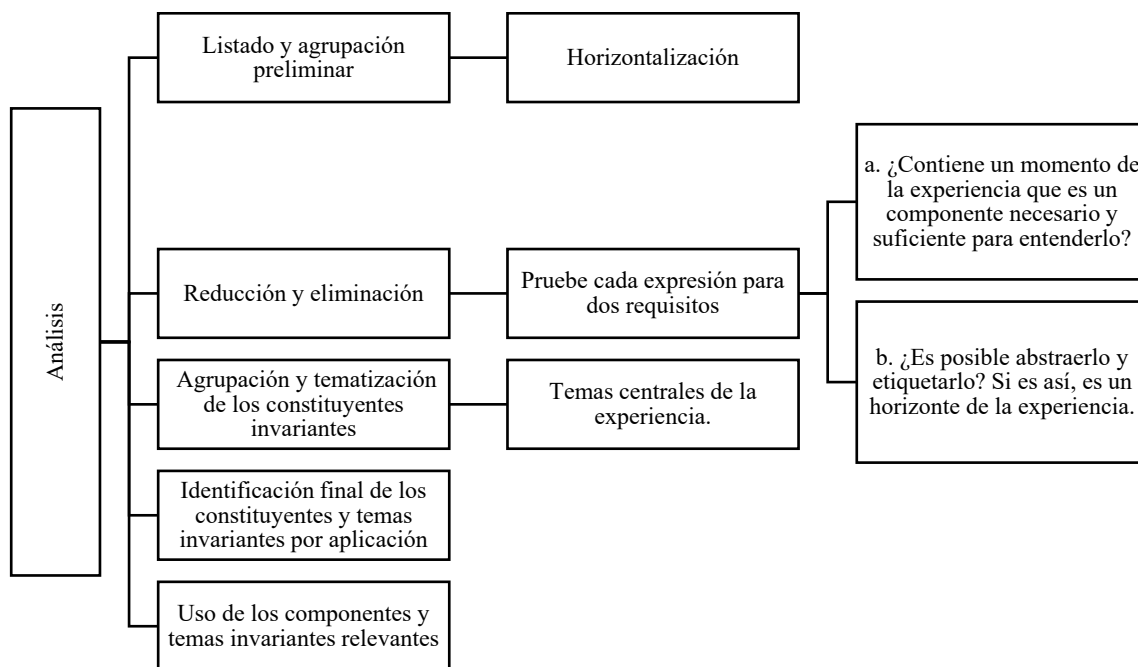 Análisis
Listado y agrupación
preliminar
Horizontalización
Reducción y eliminación
Pruebe cada expresión para
dos requisitos
a. ¿Contiene un momento de
la experiencia que es un
componente necesario y
suficiente para entenderlo?
b. ¿Es posible abstraerlo y
etiquetarlo? Si es así, es un
horizonte de la experiencia.
Agrupación y tematización
de los constituyentes
invariantes
Temas centrales de la
experiencia.
Identificación final de los
constituyentes y temas
invariantes por aplicación
Uso de los componentes y
temas invariantes relevantes